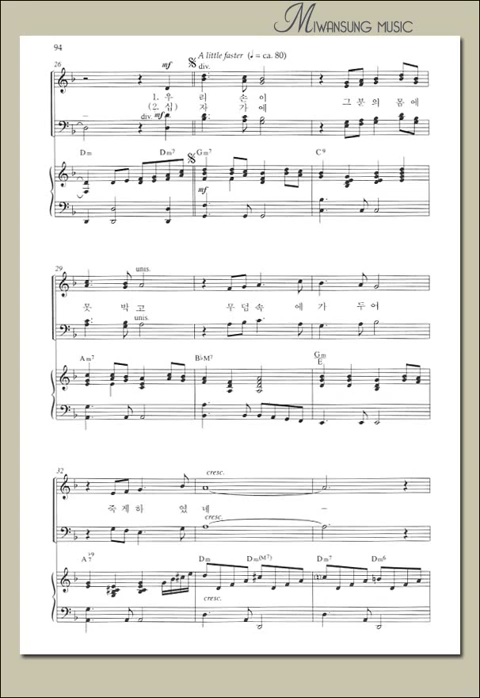 MIWANSUNG MUSIC
94
A little faster (♩ = ca. 80)
26 mf div.
1. 우 리 손이 그분의 몸에
(2. 십) 자 가에
div. mf
Dm Dm7 Gm7 C9
mf
29 unis.
못 박고 무덤속 에가 두어
unis.
Am7 B♭M7 Gm
E
32 cresc.
죽게하 였네
cresc.
Dm Dm(M7) Dm7 Dm6
cresc.